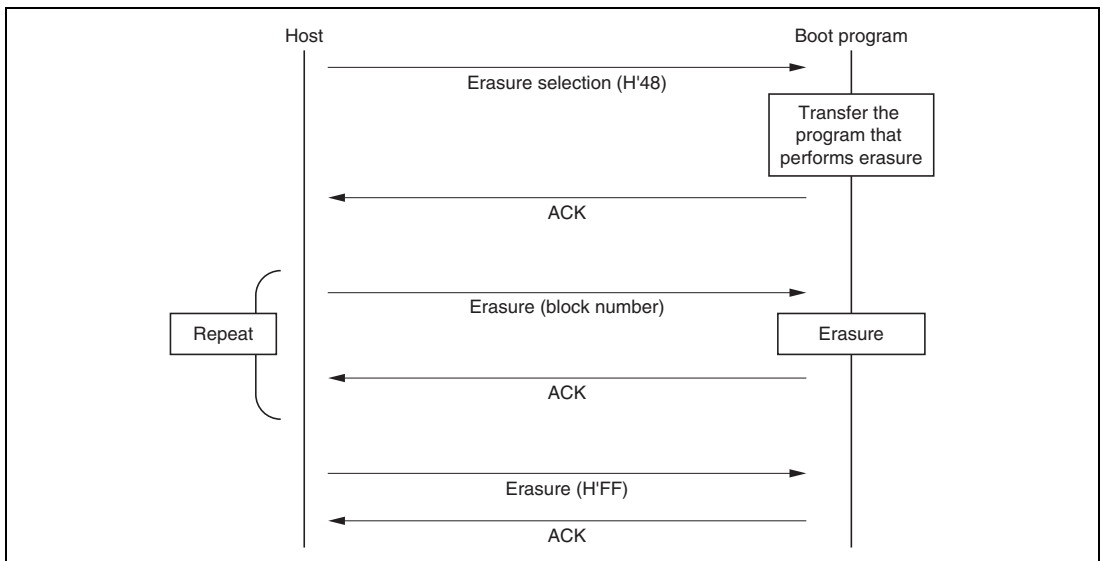 Host
Boot program
Erasure selection (H'48)
Transfer the
program that
performs erasure
ACK
Erasure (block number)
Repeat
Erasure
ACK
Erasure (H'FF)
ACK